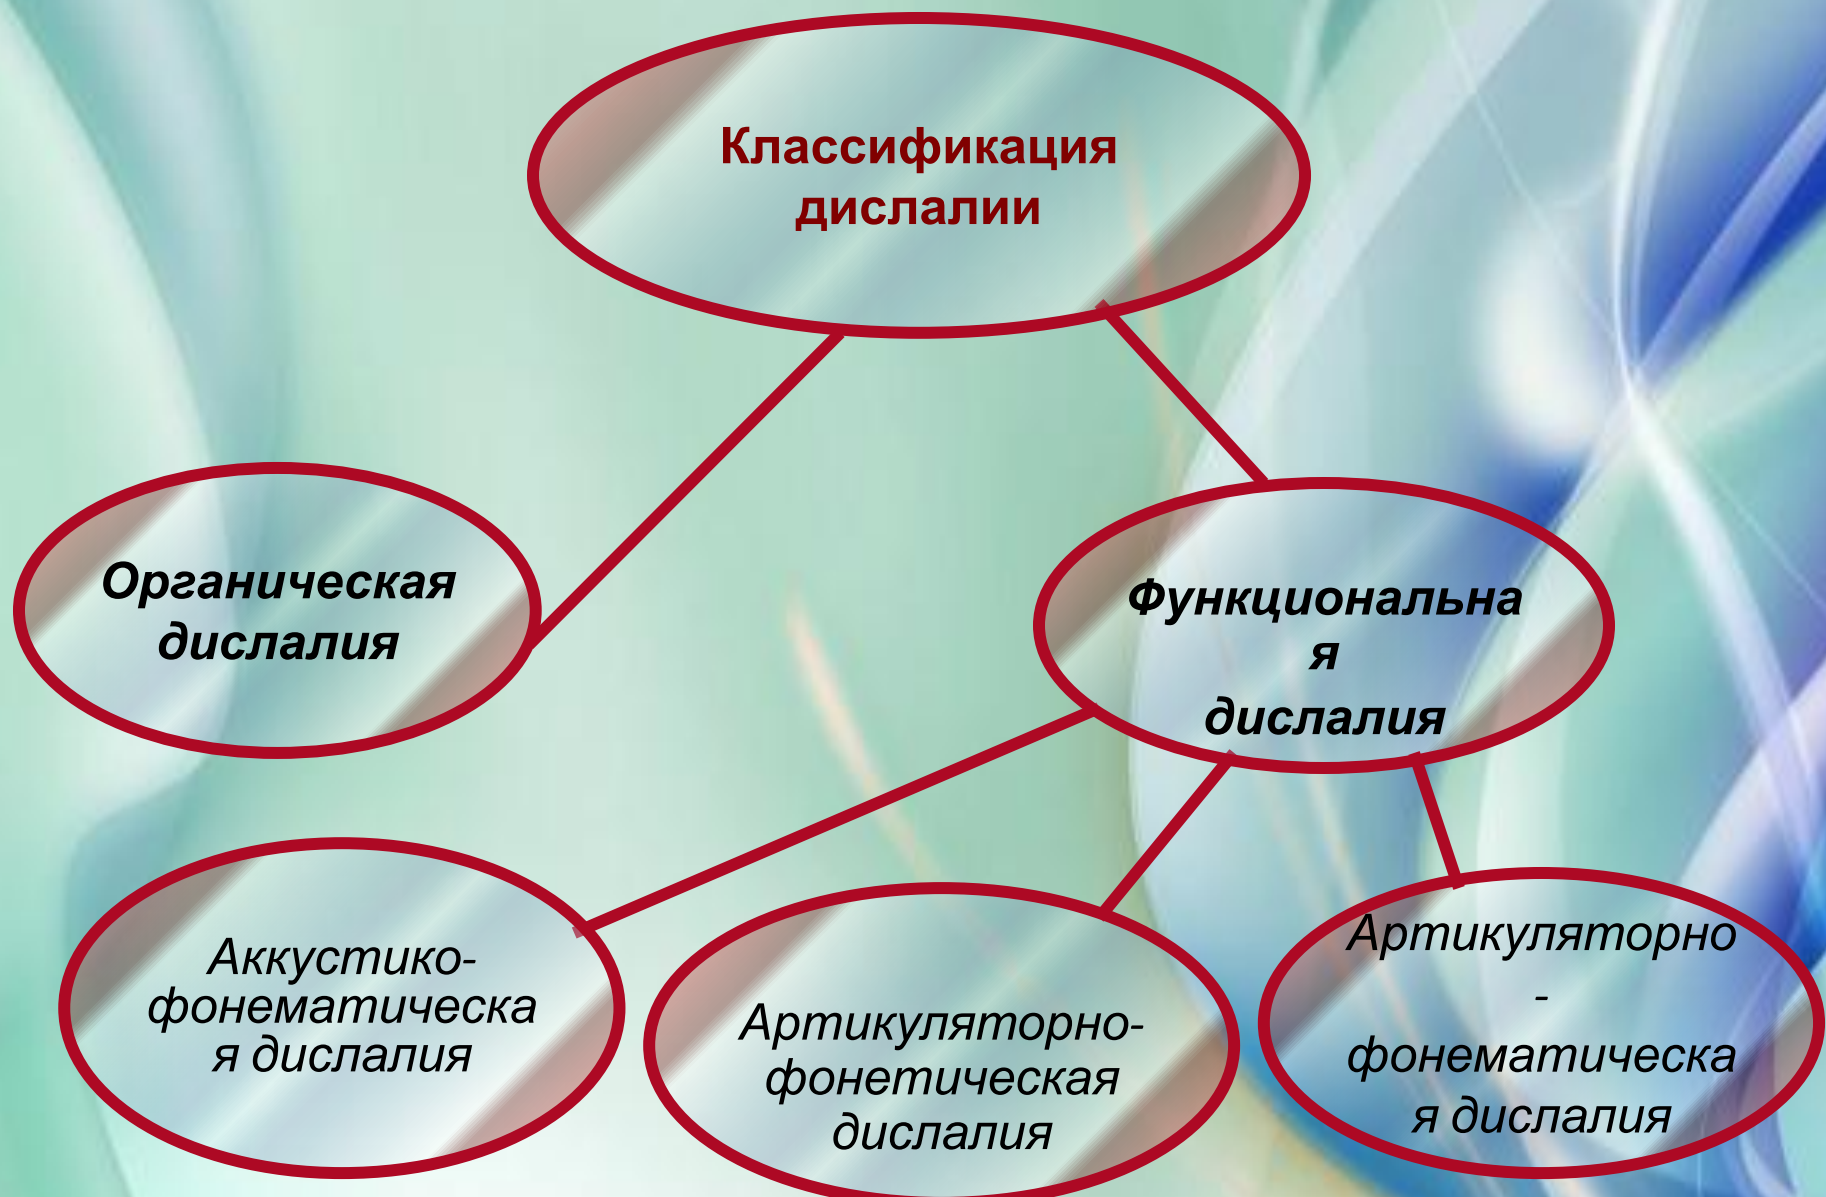 Классификация
дислалии
Органическая
дислалия
Функциональна
я
дислалия
Аккустико-
фонематическа
я дислалия
Артикуляторно-
фонетическая
дислалия
Артикуляторно
-
фонематическа
я дислалия